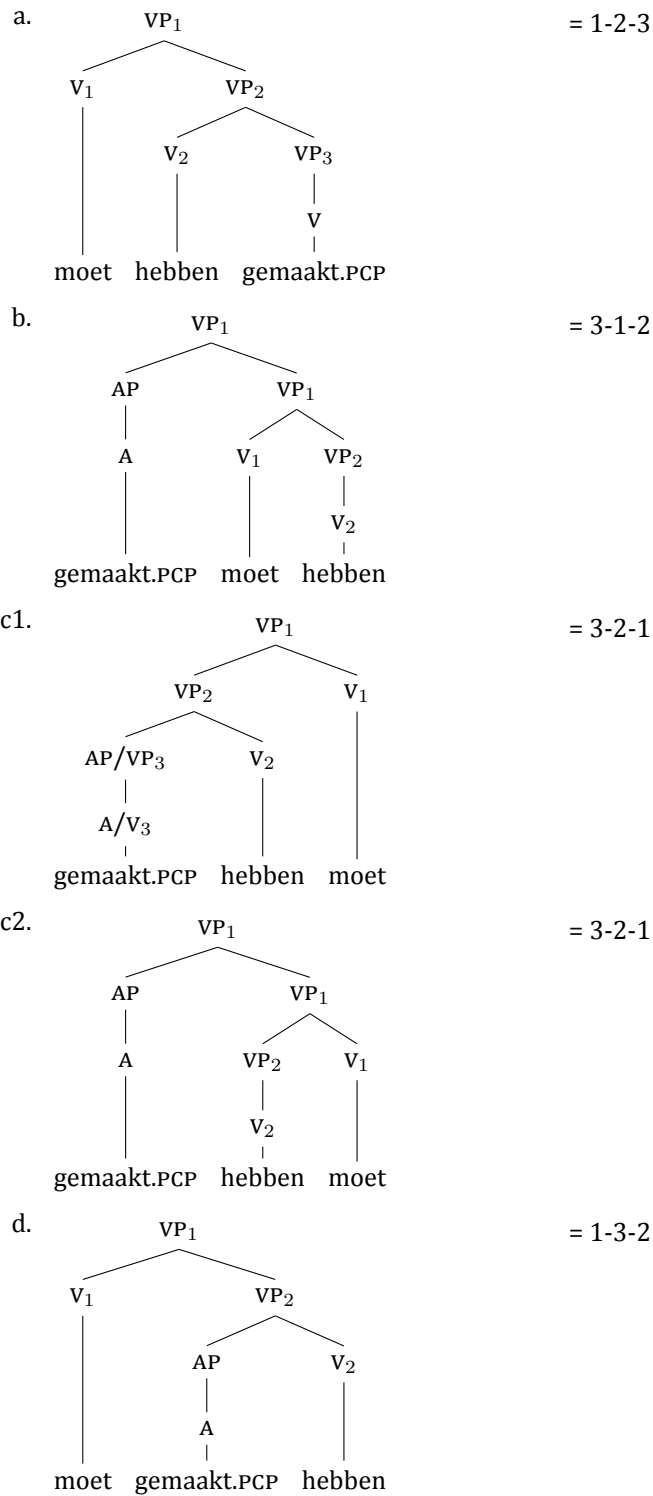 a. VP₁ = 1-2-3
V₁ VP₂
V₂ VP₃
V
moet hebben gemaakt.PCP
b. VP₁ = 3-1-2
AP VP₁
A V₁ VP₂
V₂
gemaakt.PCP moet hebben
c1. VP₁ = 3-2-1
VP₂ V₁
AP/VP₃ V₂
A/V₃
gemaakt.PCP hebben moet
c2. VP₁ = 3-2-1
AP VP₁
A VP₂ V₁
V₂
gemaakt.PCP hebben moet
d. VP₁ = 1-3-2
V₁ VP₂
AP V₂
A
moet gemaakt.PCP hebben